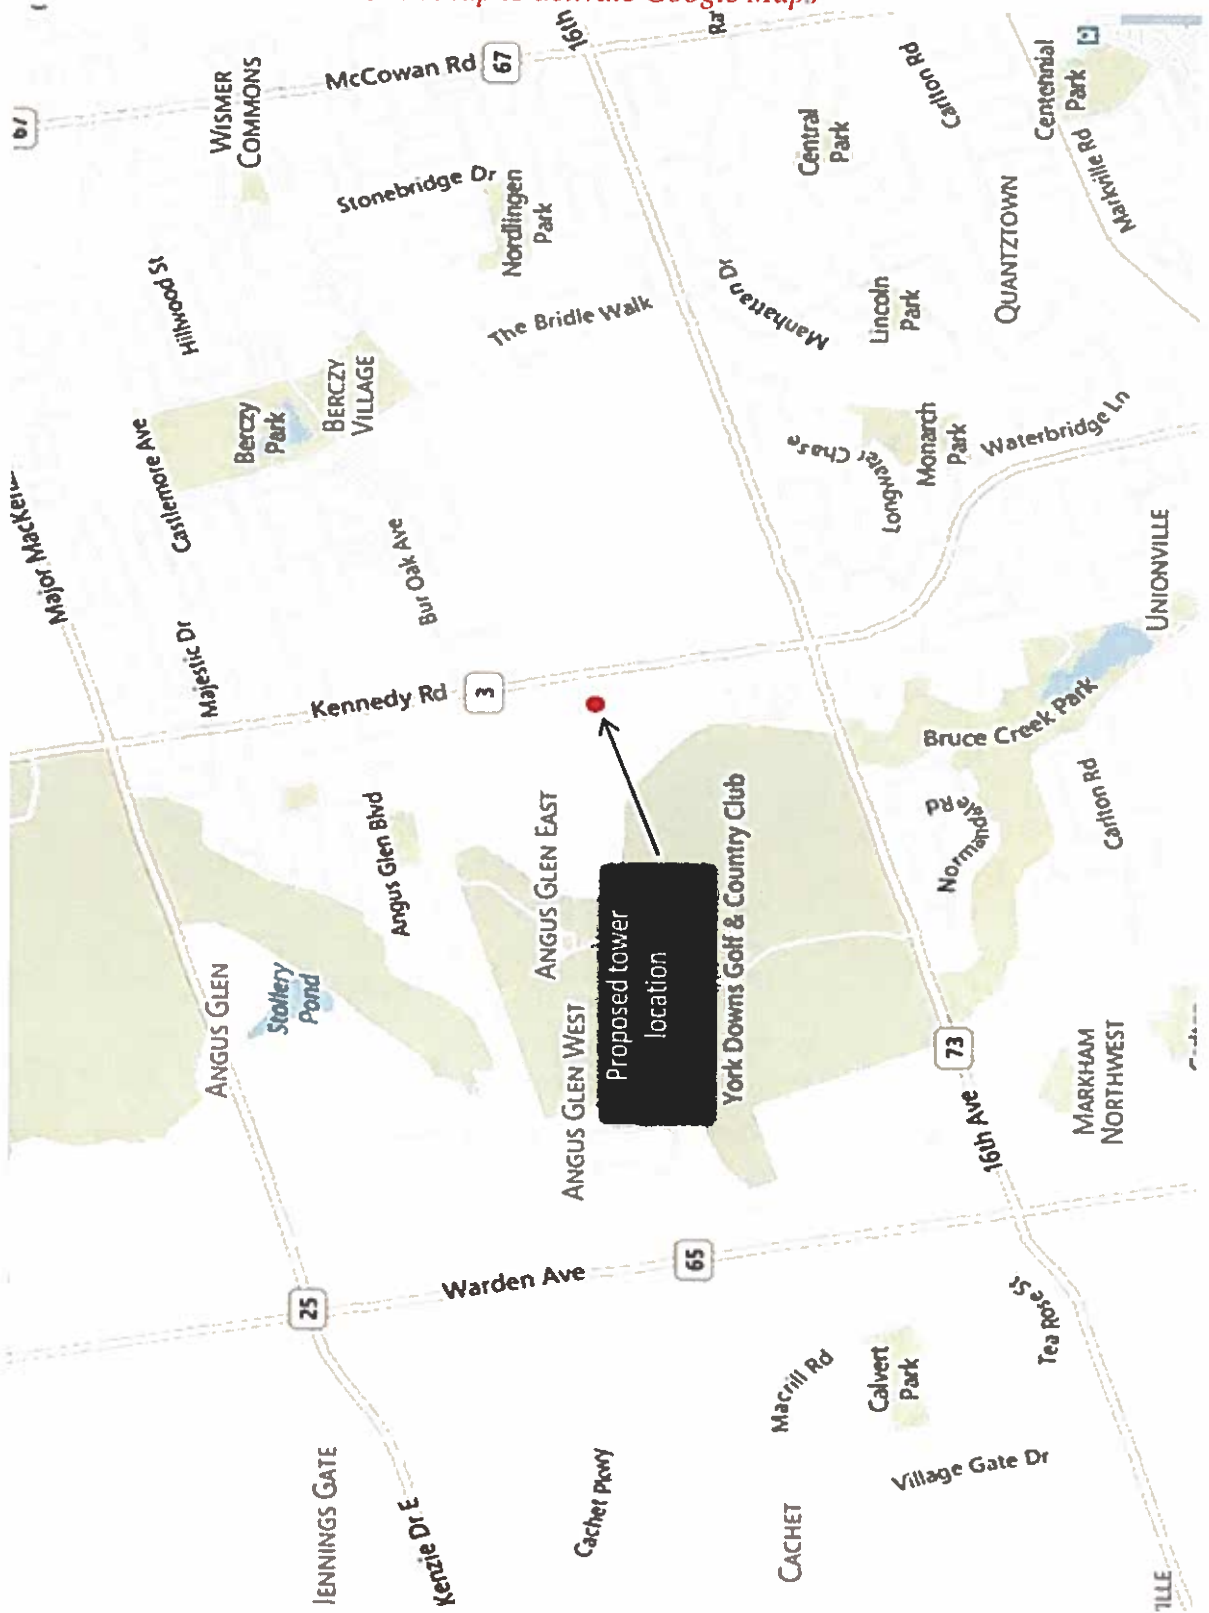 67
McCowan Rd
67
16th
WISMER
COMMONS
Stonebridge Dr
Nordlingen
Park
Carlton Rd
Centennial
Park
Central
Park
Markville Rd
QUANTZTOWN
Hillwood St
The Bridle Walk
Manhattan Dr
Lincoln
Park
BERCZY
VILLAGE
Berczy
Park
Castlemore Ave
Longwater Chase
Monarch
Park
Waterbridge Ln
Bur Oak Ave
UNIONVILLE
Majestic Dr
Kennedy Rd
3
Bruce Creek Park
Carlton Rd
Normandale Rd
Angus Glen Blvd
ANGUS GLEN EAST
Proposed tower
location
York Downs Golf & Country Club
ANGUS GLEN
Stollery
Pond
ANGUS GLEN WEST
73
16th Ave
MARKHAM
NORTHWEST
25
Warden Ave
65
Tea Rose St
Macrill Rd
Calvert
Park
Village Gate Dr
JENNINGS GATE
Kenzie Dr E
Cachet Pkwy
CACHET